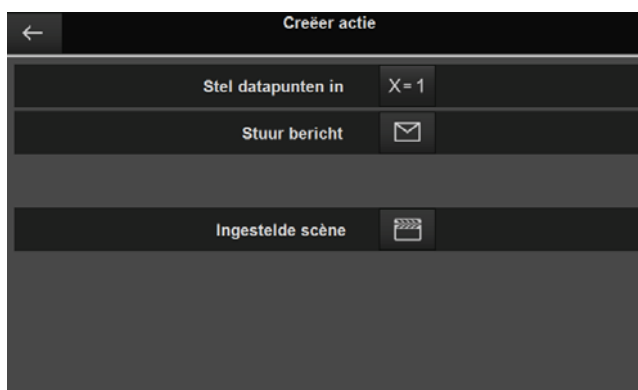 Creëer actie
Stel datapunten in X=1
Stuur bericht
Ingestelde scène